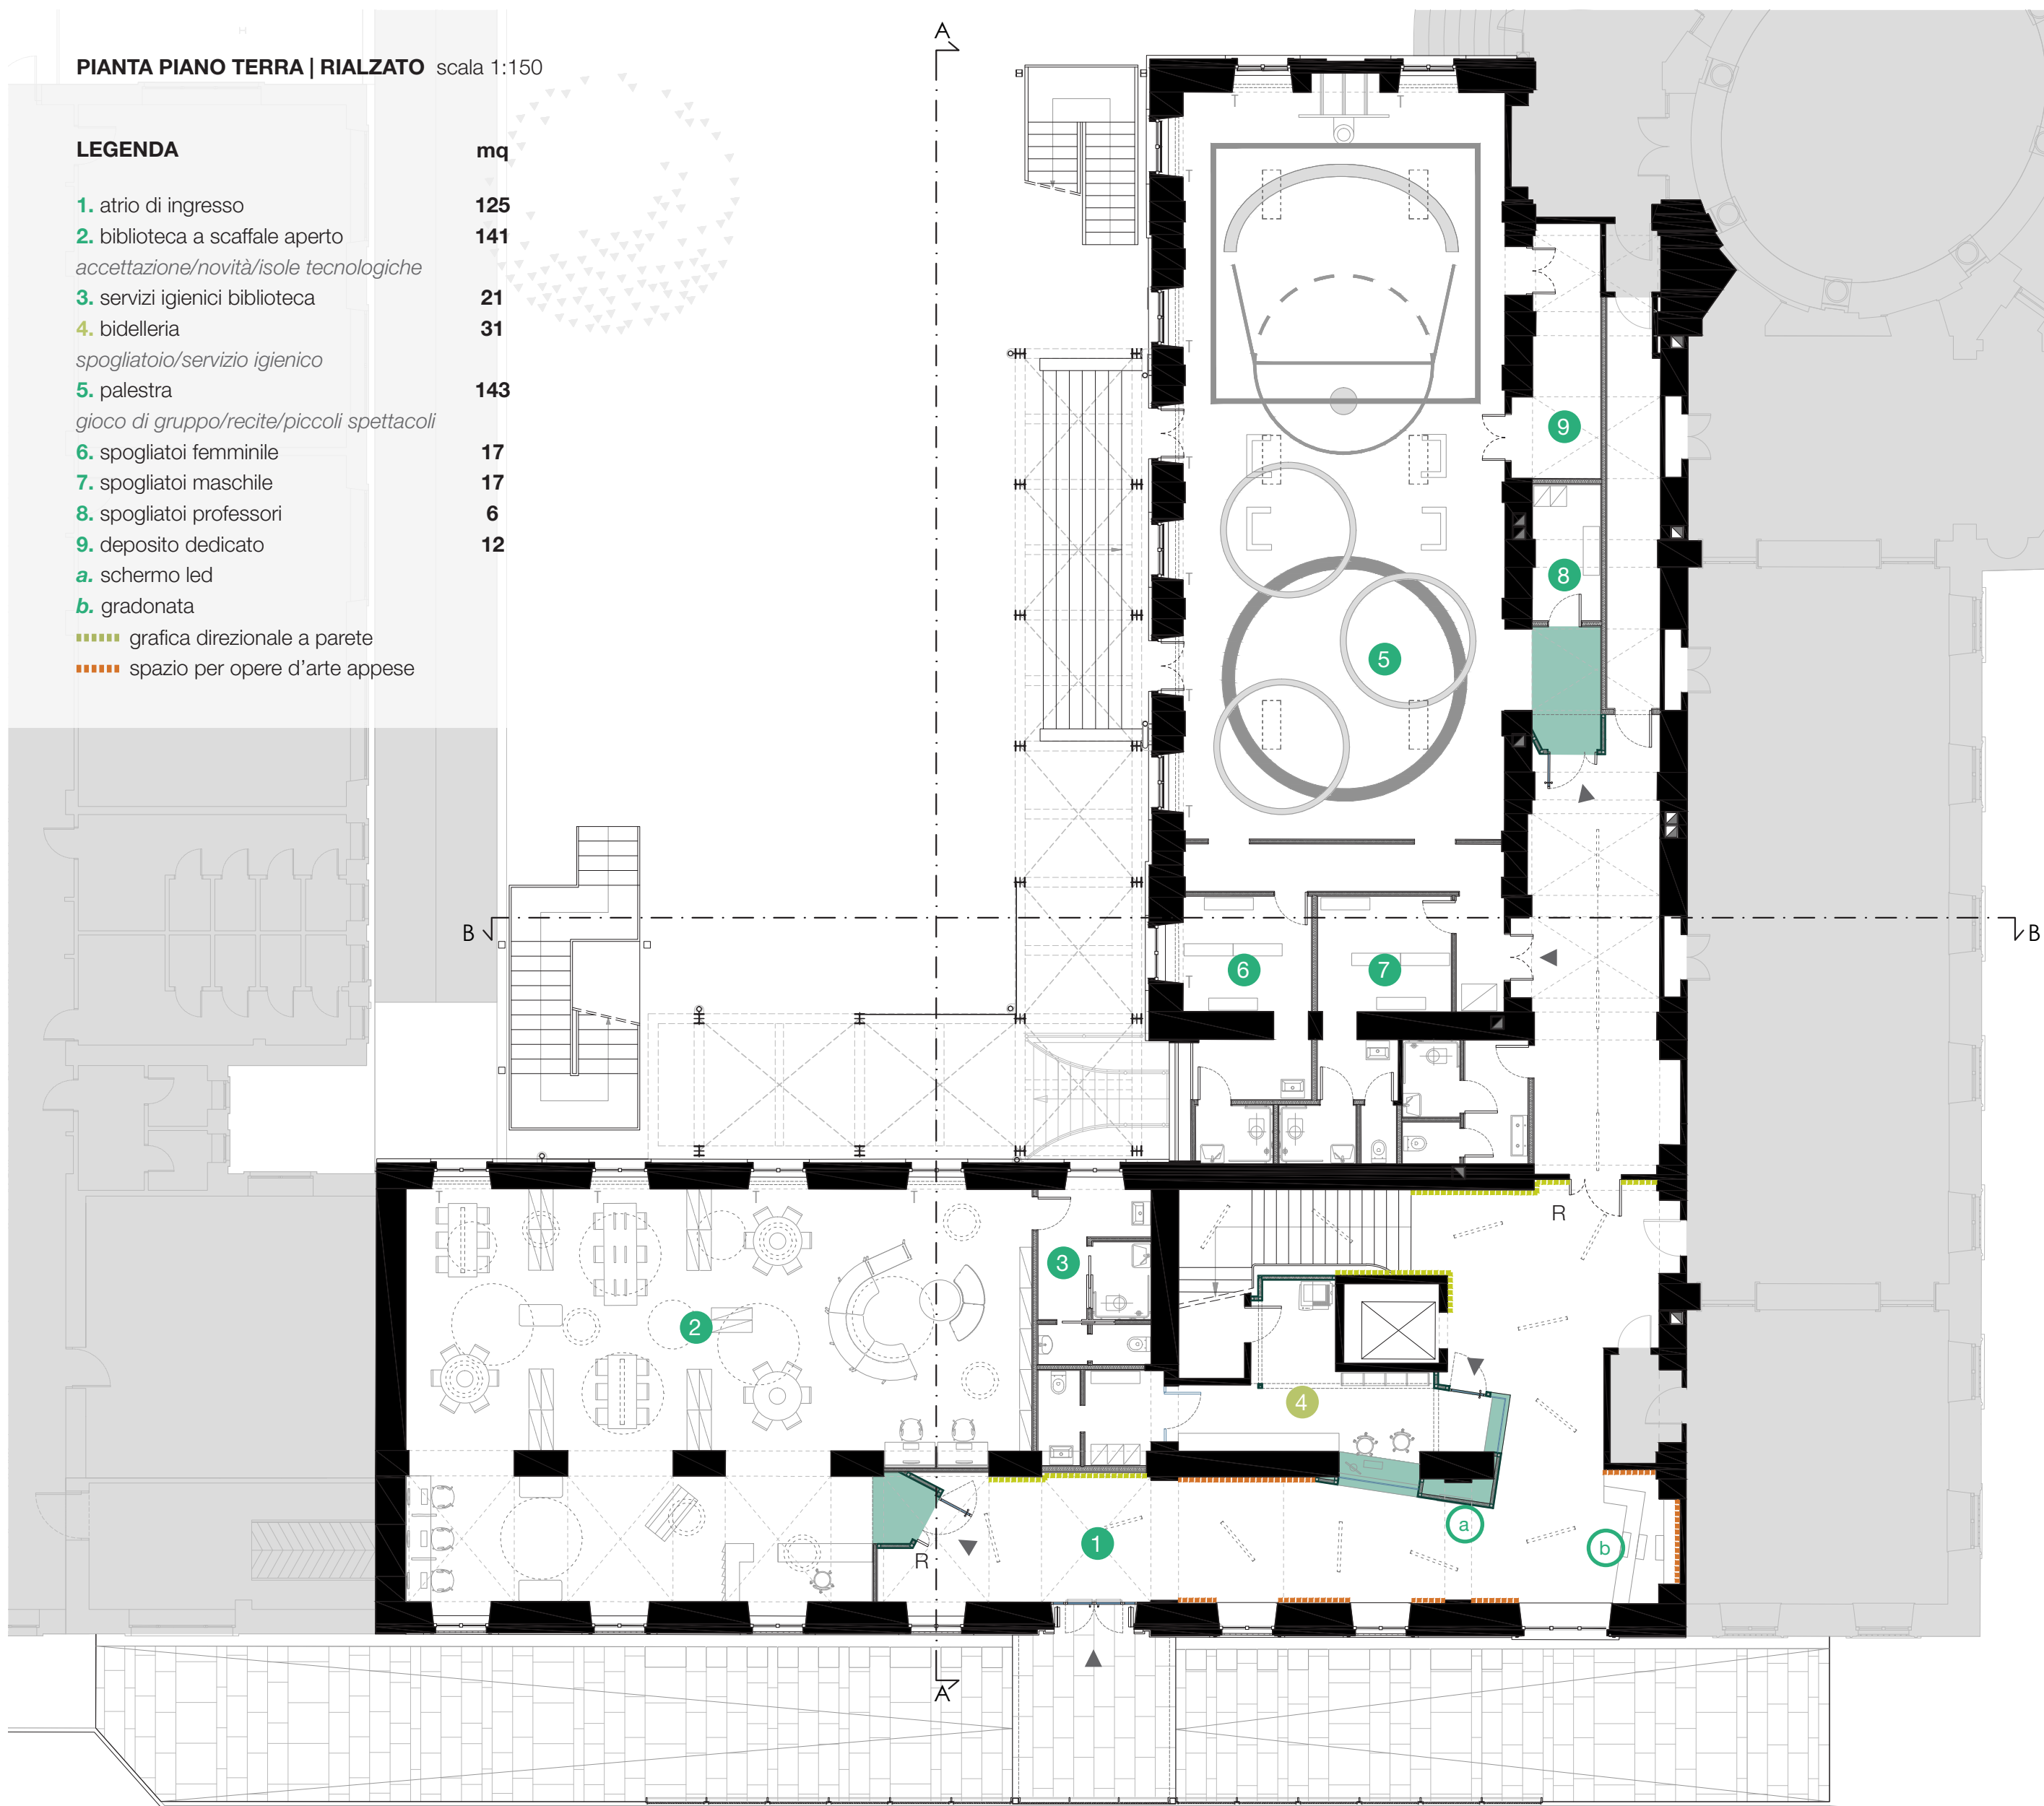 PIANTA PIANO TERRA | RIALZATO scala 1:150
LEGENDA mq
1. atrio di ingresso 125
2. biblioteca a scaffale aperto 141
accettazione/novità/isole tecnologiche
3. servizi igienici biblioteca 21
4. bidelleria 31
spogliatoio/servizio igienico
5. palestra 143
gioco di gruppo/recite/piccoli spettacoli
6. spogliatoi femminile 17
7. spogliatoi maschile 17
8. spogliatoi professori 6
9. deposito dedicato 12
a. schermo led
b. gradonata
grafica direzionale a parete
spazio per opere d'arte appese
A
9
8
5
B
B
6
7
R
3
2
4
a
1
b
R
A